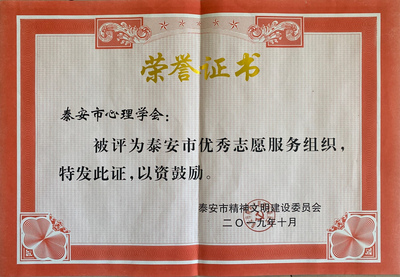 荣誉证书
泰安市心理学会：
被评为泰安市优秀志愿服务组织，
特发此证，以资鼓励。
泰安市精神文明建设委员会
二〇一九年十月